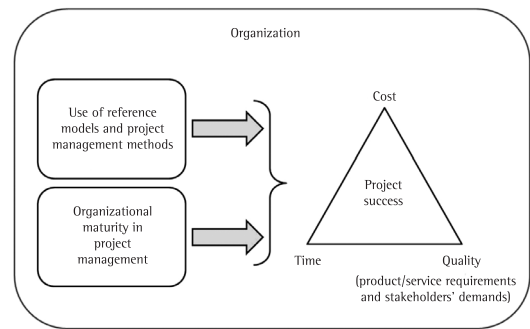 Organization
Use of reference
models and project
management methods
Organizational
maturity in
project
management
Cost
Project
success
Time
Quality
(product/service requirements
and stakeholders' demands)